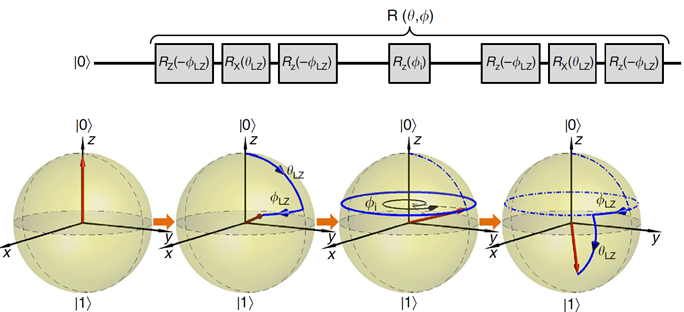 R (θ,ϕ)
|0⟩ R_Z(−ϕ_LZ) R_X(θ_LZ) R_z(−ϕ_LZ) R_z(ϕ_i) R_z(−ϕ_LZ) R_X(θ_LZ) R_z(−ϕ_LZ)
|0⟩ |0⟩ |0⟩ |0⟩
z z z z
θ_LZ ϕ_LZ ϕ_i ϕ_LZ θ_LZ
x y x y x y x y
|1⟩ |1⟩ |1⟩ |1⟩